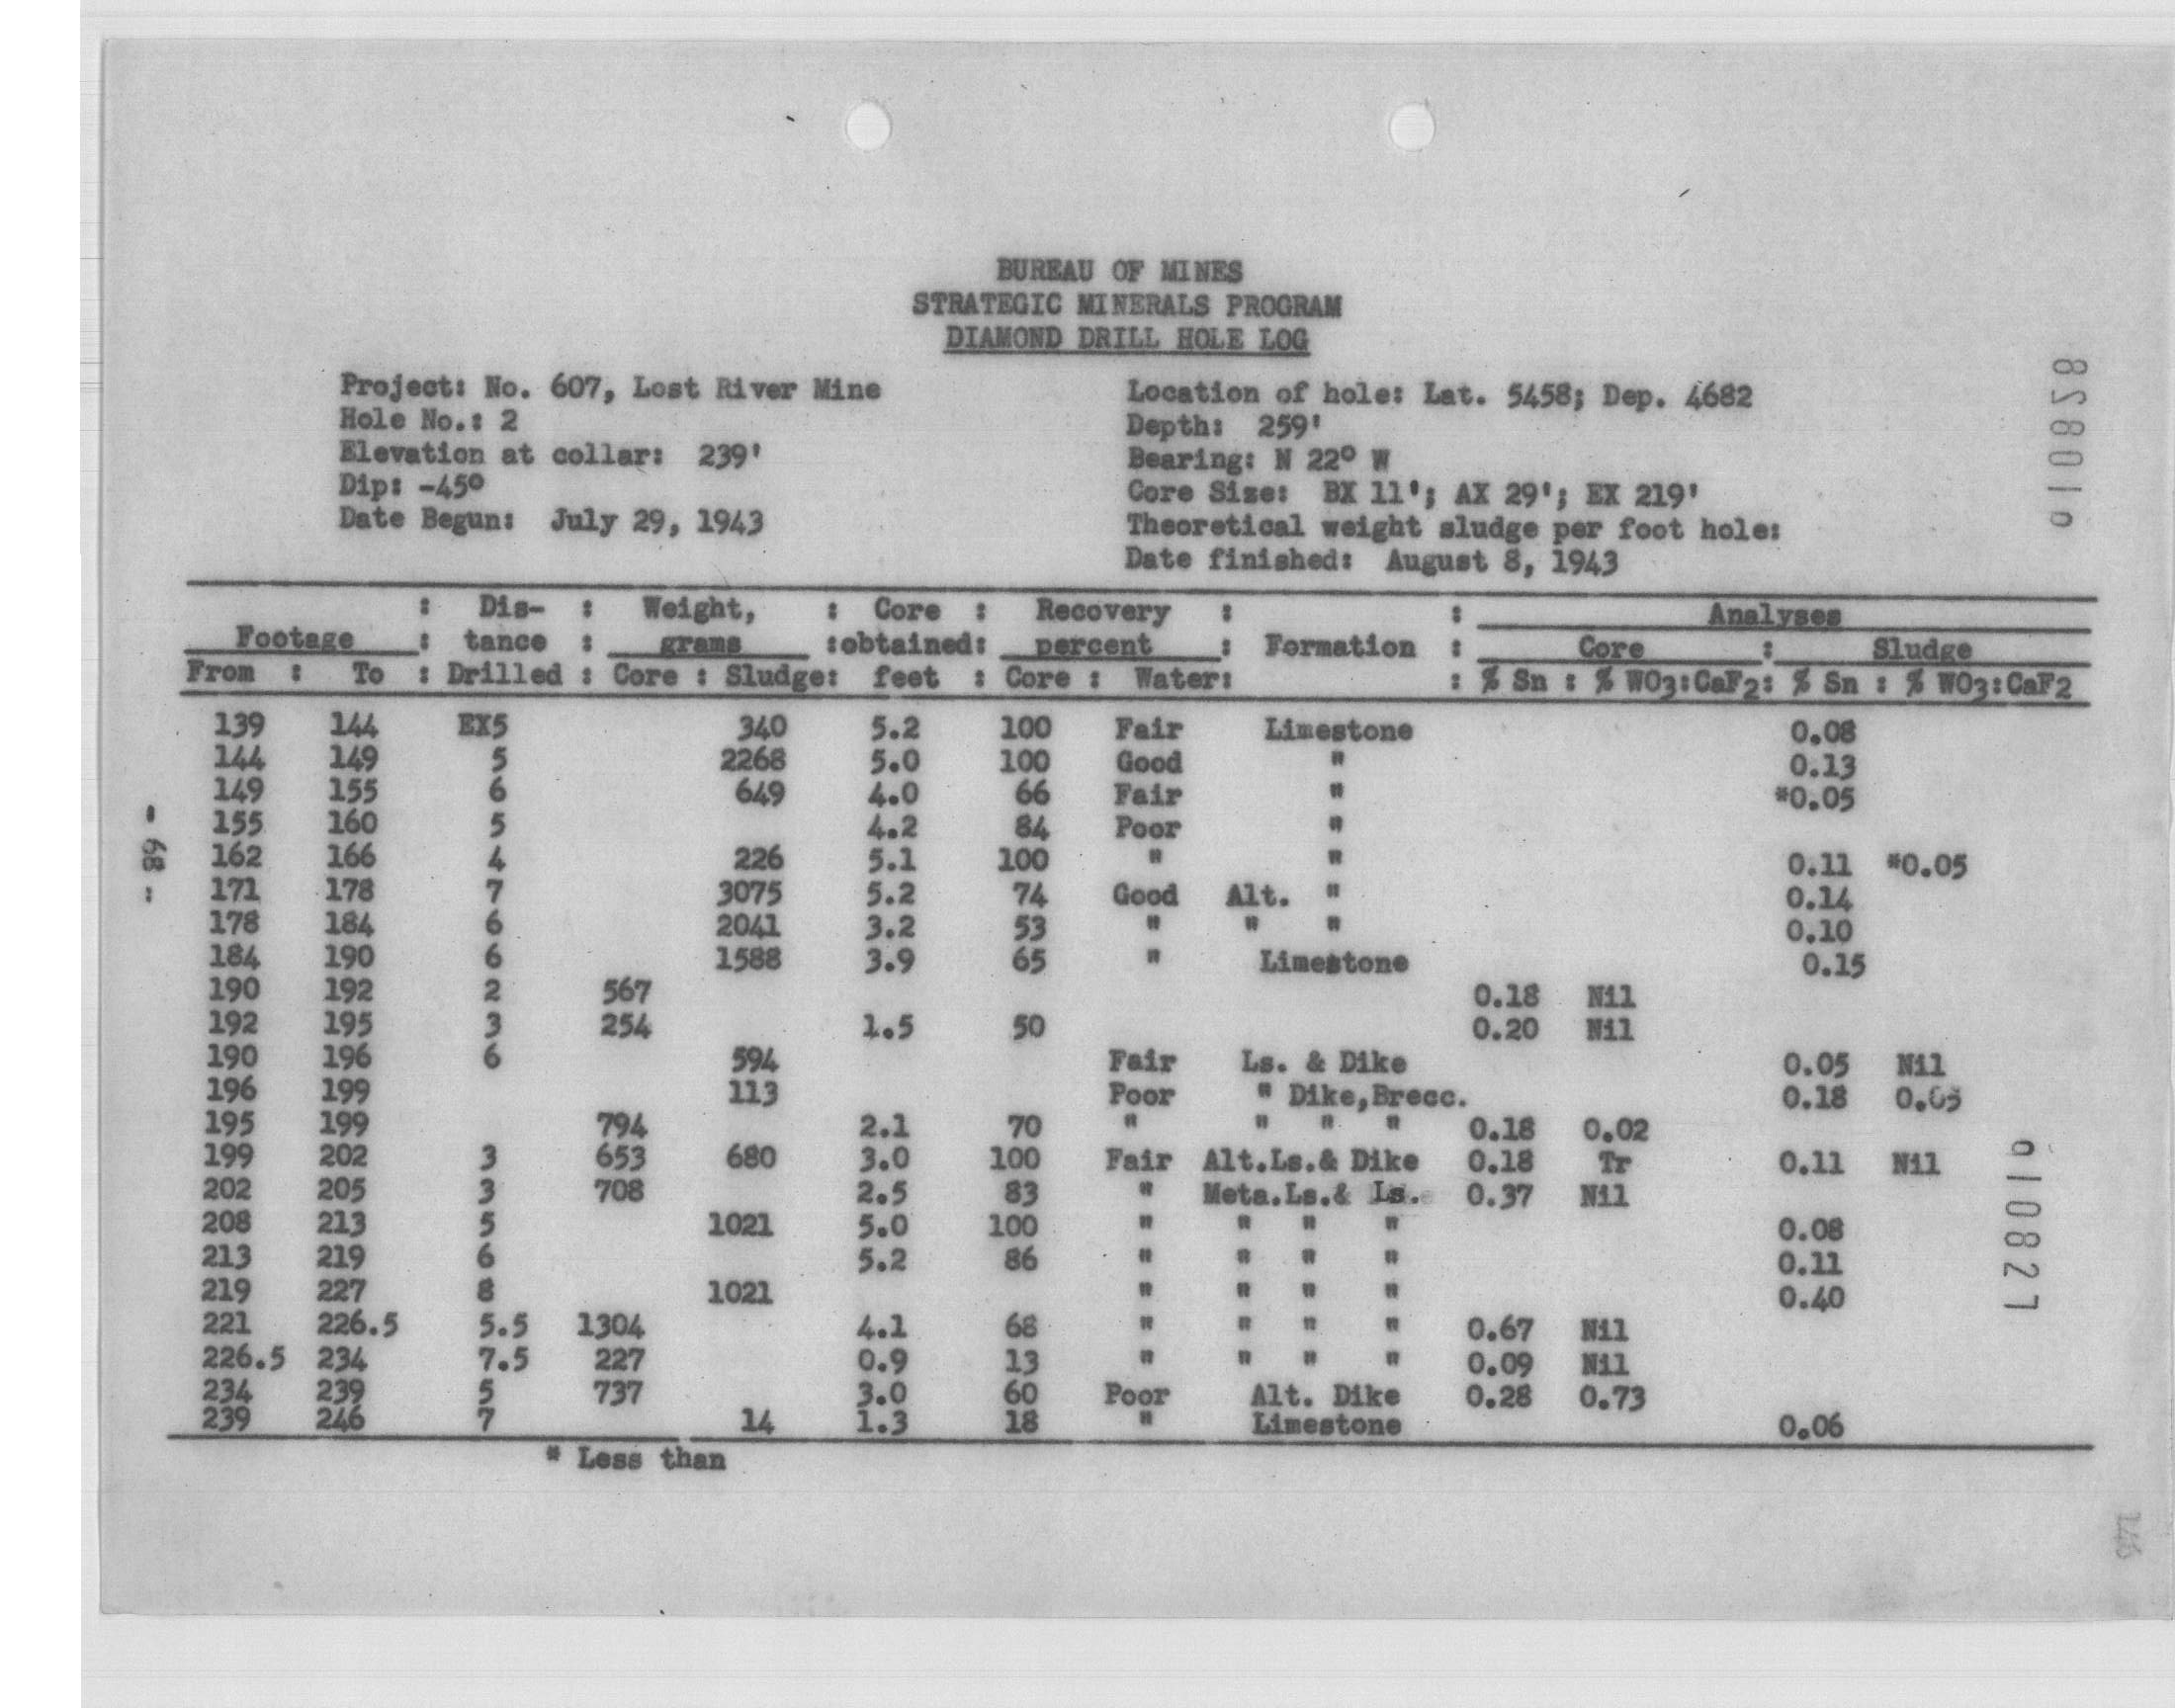 BUREAU OF MINES
STRATEGIC MINERALS PROGRAM
DIAMOND DRILL HOLE LOG
Project: No. 607, Lost River Mine
Hole No.: 2
Elevation at collar: 239'
Dip: -45°
Date Begun: July 29, 1943
Location of hole: Lat. 5458; Dep. 4682
Depth: 259'
Bearing: N 22° W
Core Size: BX 11'; AX 29'; EX 219'
Theoretical weight sludge per foot hole:
Date finished: August 8, 1943
: Dis- : Weight, : Core : Recovery : : Analyses
Footage : tance : grams :obtained: percent : Formation : Core : Sludge
From : To : Drilled : Core : Sludge: feet : Core : Water: : % Sn : % WO3:CaF2: % Sn : % WO3:CaF2
139 144 EX5 340 5.2 100 Fair Limestone 0.08
144 149 5 2268 5.0 100 Good " 0.13
149 155 6 649 4.0 66 Fair " *0.05
155 160 5 4.2 84 Poor "
162 166 4 226 5.1 100 " " 0.11 *0.05
171 178 7 3075 5.2 74 Good Alt. " 0.14
178 184 6 2041 3.2 53 " " " 0.10
184 190 6 1588 3.9 65 " Limestone 0.15
190 192 2 567 0.18 Nil
192 195 3 254 1.5 50 0.20 Nil
190 196 6 594 Fair Ls. & Dike 0.05 Nil
196 199 113 Poor " Dike,Brecc. 0.18
195 199 794 2.1 70 " " " " 0.18 0.02
199 202 3 653 680 3.0 100 Fair Alt.Ls.& Dike 0.18 Tr 0.11 Nil
202 205 3 708 2.5 83 " Meta.Ls.& Ls. 0.37 Nil
208 213 5 1021 5.0 100 " " " " 0.08
213 219 6 5.2 86 " " " " 0.11
219 227 8 1021 " " " " 0.40
221 226.5 5.5 1304 4.1 68 " " " " 0.67 Nil
226.5 234 7.5 227 0.9 13 " " " " 0.09 Nil
234 239 5 737 3.0 60 Poor Alt. Dike 0.28 0.73
239 246 7 14 1.3 18 " Limestone 0.06
* Less than
- 68 -